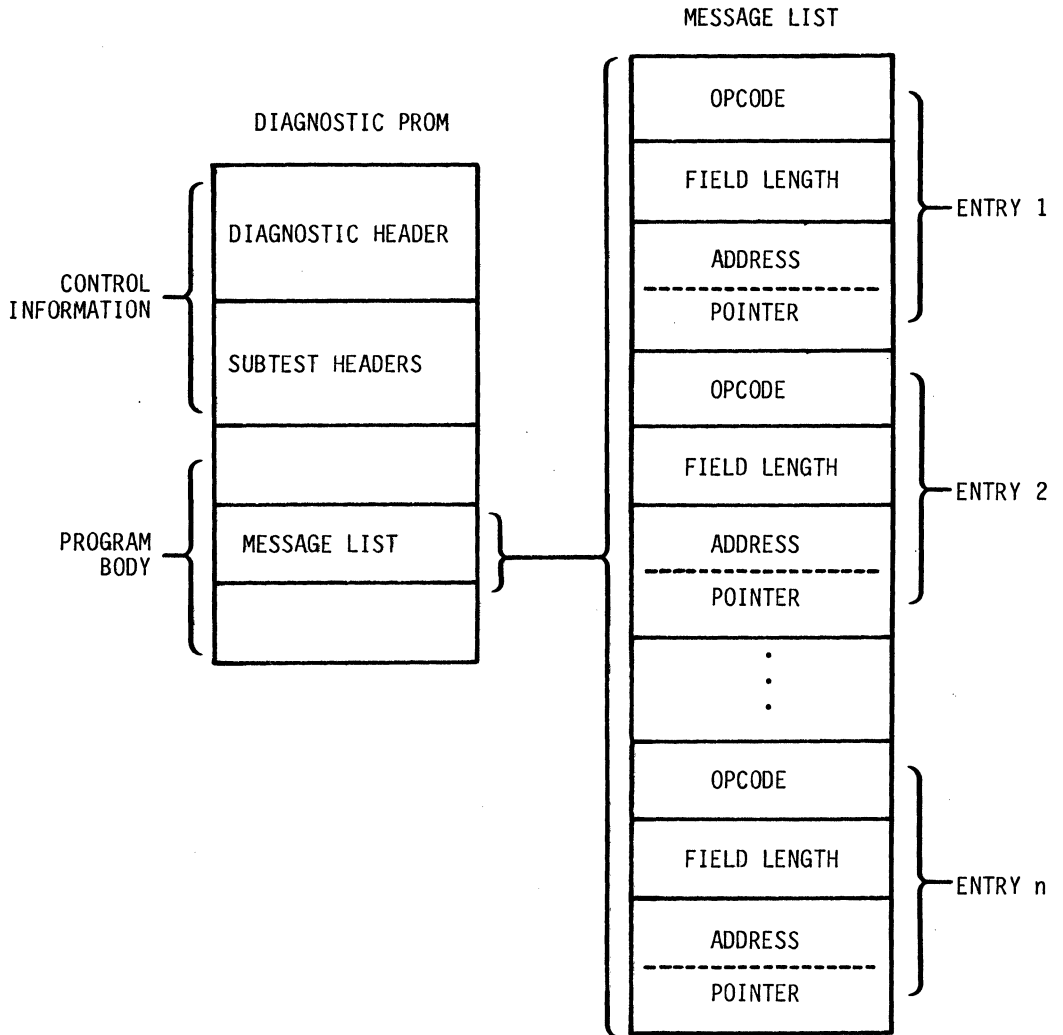 MESSAGE LIST
DIAGNOSTIC PROM
DIAGNOSTIC HEADER
SUBTEST HEADERS
MESSAGE LIST
CONTROL
INFORMATION
PROGRAM
BODY
OPCODE
FIELD LENGTH
ADDRESS
POINTER
ENTRY 1
OPCODE
FIELD LENGTH
ADDRESS
POINTER
ENTRY 2
OPCODE
FIELD LENGTH
ADDRESS
POINTER
ENTRY n